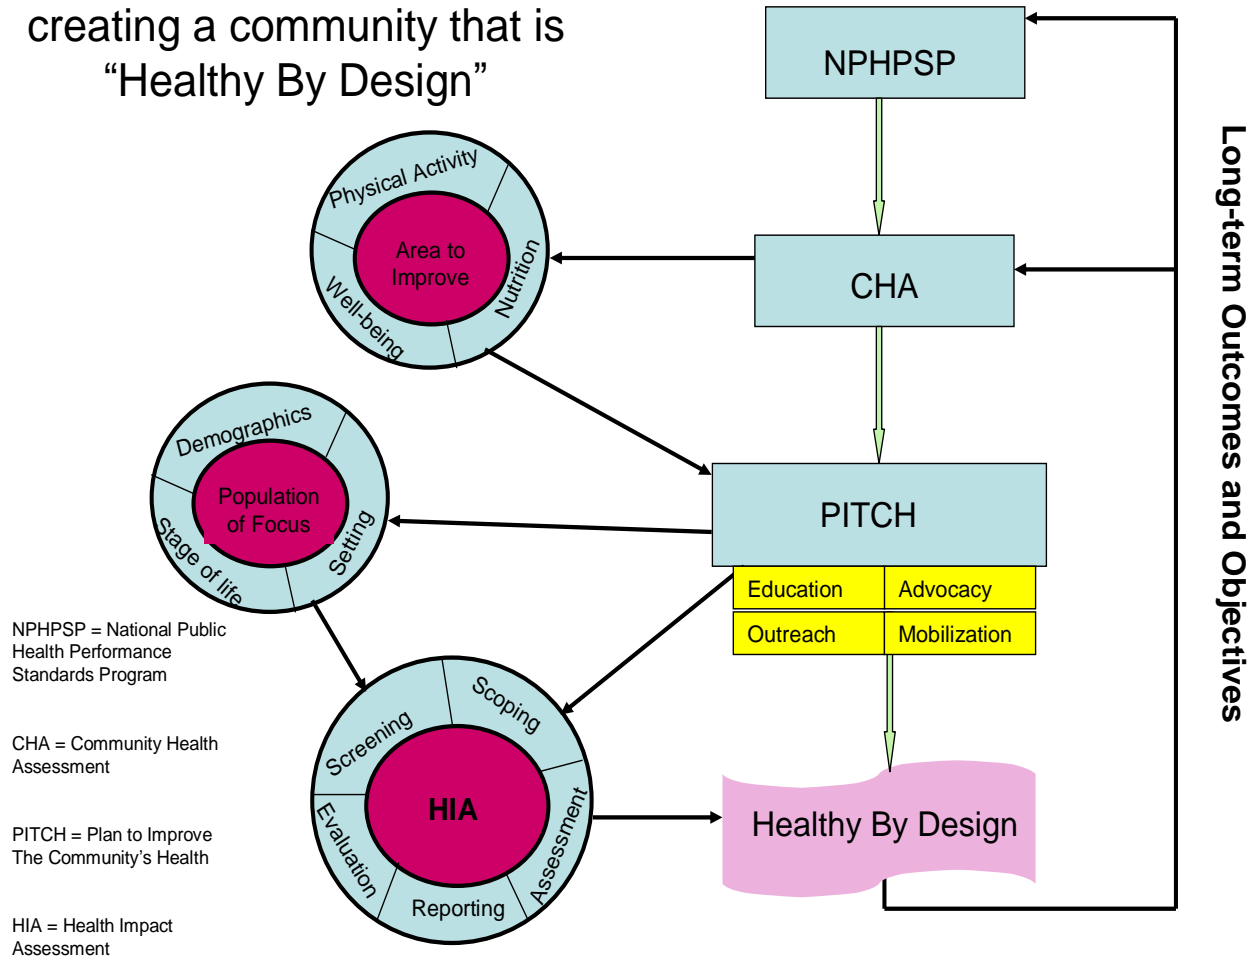 creating a community that is
“Healthy By Design”
NPHPSP
CHA
PITCH
Education
Advocacy
Outreach
Mobilization
Healthy By Design
Long-term Outcomes and Objectives
Physical Activity
Nutrition
Well-being
Area to
Improve
Demographics
Setting
Stage of life
Population
of Focus
Screening
Scoping
Assessment
Reporting
Evaluation
HIA
NPHPSP = National Public
Health Performance
Standards Program
CHA = Community Health
Assessment
PITCH = Plan to Improve
The Community’s Health
HIA = Health Impact
Assessment